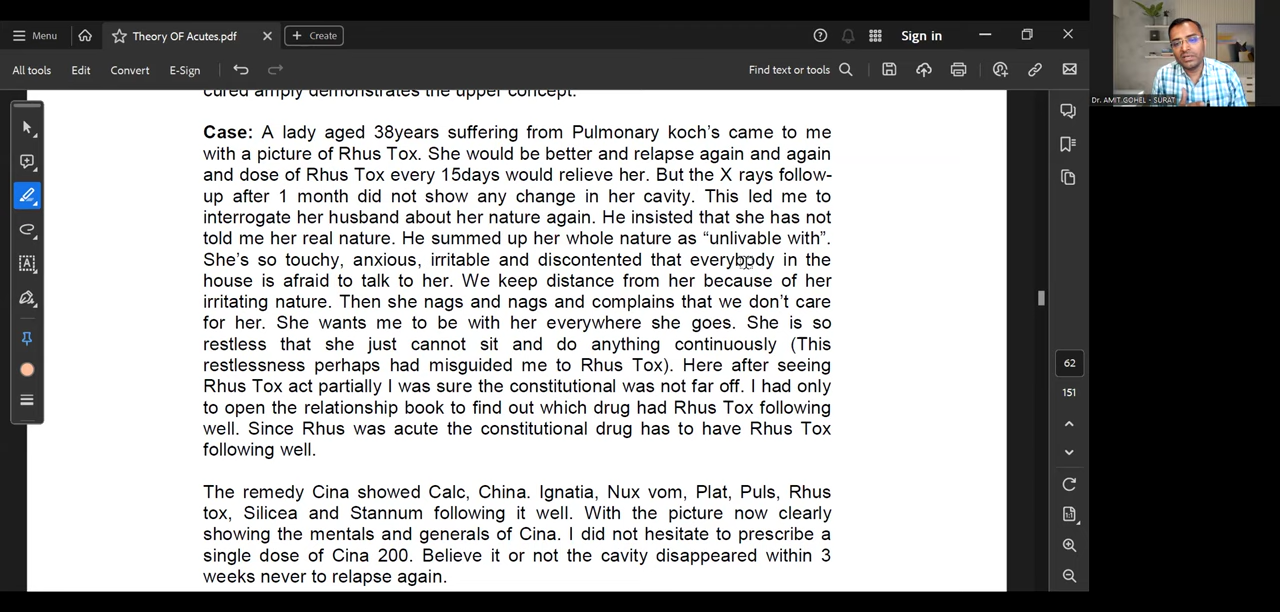 Menu
Theory OF Acutes.pdf
Create
Sign in
All tools
Edit
Convert
E-Sign
Find text or tools
Dr. AMIT GOHEL - SURAT
cured amply demonstrates the upper concept.
Case: A lady aged 38years suffering from Pulmonary koch's came to me
with a picture of Rhus Tox. She would be better and relapse again and again
and dose of Rhus Tox every 15days would relieve her. But the X rays follow-
up after 1 month did not show any change in her cavity. This led me to
interrogate her husband about her nature again. He insisted that she has not
told me her real nature. He summed up her whole nature as “unlivable with”.
She's so touchy, anxious, irritable and discontented that everybody in the
house is afraid to talk to her. We keep distance from her because of her
irritating nature. Then she nags and nags and complains that we don't care
for her. She wants me to be with her everywhere she goes. She is so
restless that she just cannot sit and do anything continuously (This
restlessness perhaps had misguided me to Rhus Tox). Here after seeing
Rhus Tox act partially I was sure the constitutional was not far off. I had only
to open the relationship book to find out which drug had Rhus Tox following
well. Since Rhus was acute the constitutional drug has to have Rhus Tox
following well.
The remedy Cina showed Calc, China. Ignatia, Nux vom, Plat, Puls, Rhus
tox, Silicea and Stannum following it well. With the picture now clearly
showing the mentals and generals of Cina. I did not hesitate to prescribe a
single dose of Cina 200. Believe it or not the cavity disappeared within 3
weeks never to relapse again.
62
151
1:1